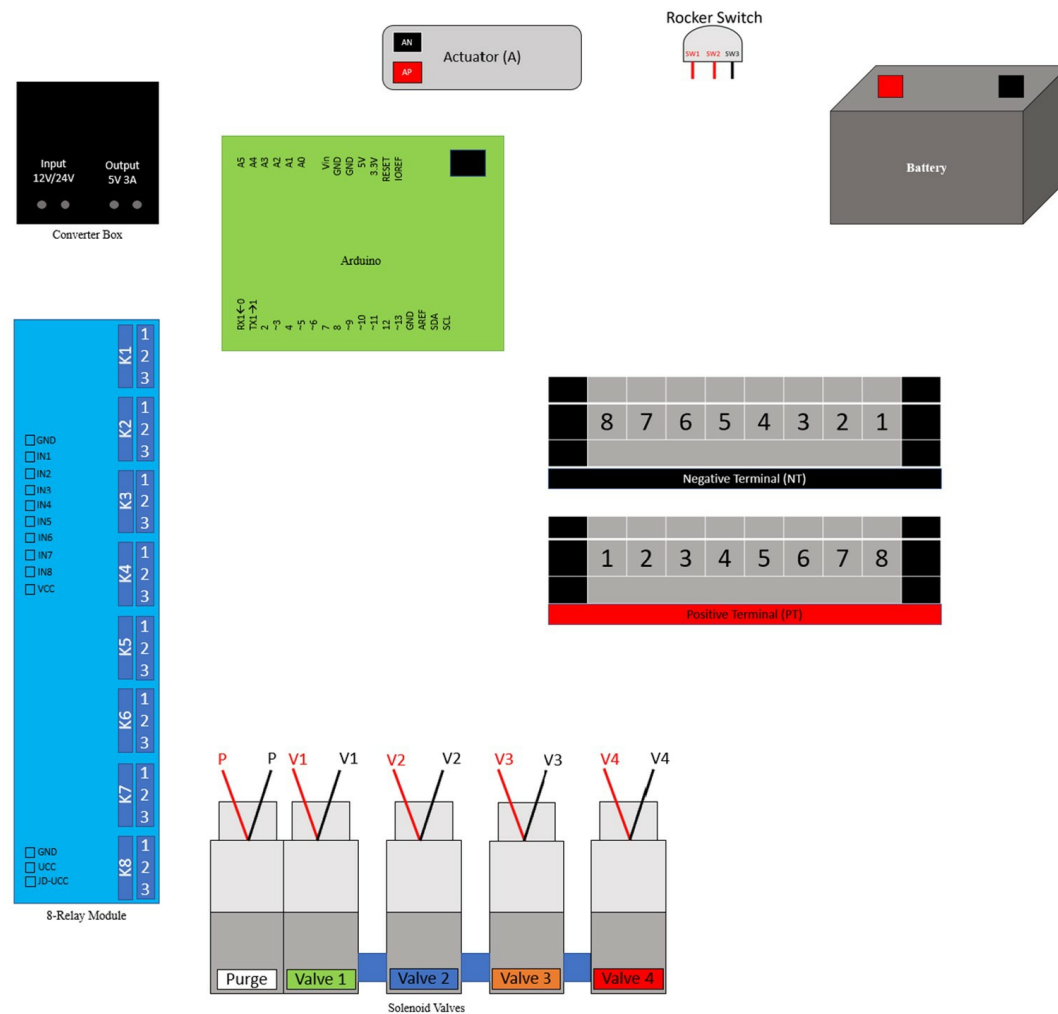 Rocker Switch
SW1 SW2 SW3
AN
Actuator (A)
AP
Battery
Input
12V/24V
Output
5V 3A
Converter Box
A5
A4
A3
A2
A1
A0
Vin
GND
GND
5V
3.3V
RESET
IOREF
Arduino
RX1←0
TX1→1
2
~3
4
~5
~6
7
8
~9
~10
~11
12
~13
GND
AREF
SDA
SCL
K1
1
2
3
K2
1
2
3
K3
1
2
3
K4
1
2
3
K5
1
2
3
K6
1
2
3
K7
1
2
3
K8
1
2
3
GND
IN1
IN2
IN3
IN4
IN5
IN6
IN7
IN8
VCC
GND
UCC
JD-UCC
8-Relay Module
8 7 6 5 4 3 2 1
Negative Terminal (NT)
1 2 3 4 5 6 7 8
Positive Terminal (PT)
P P V1 V1 V2 V2 V3 V3 V4 V4
Purge Valve 1 Valve 2 Valve 3 Valve 4
Solenoid Valves